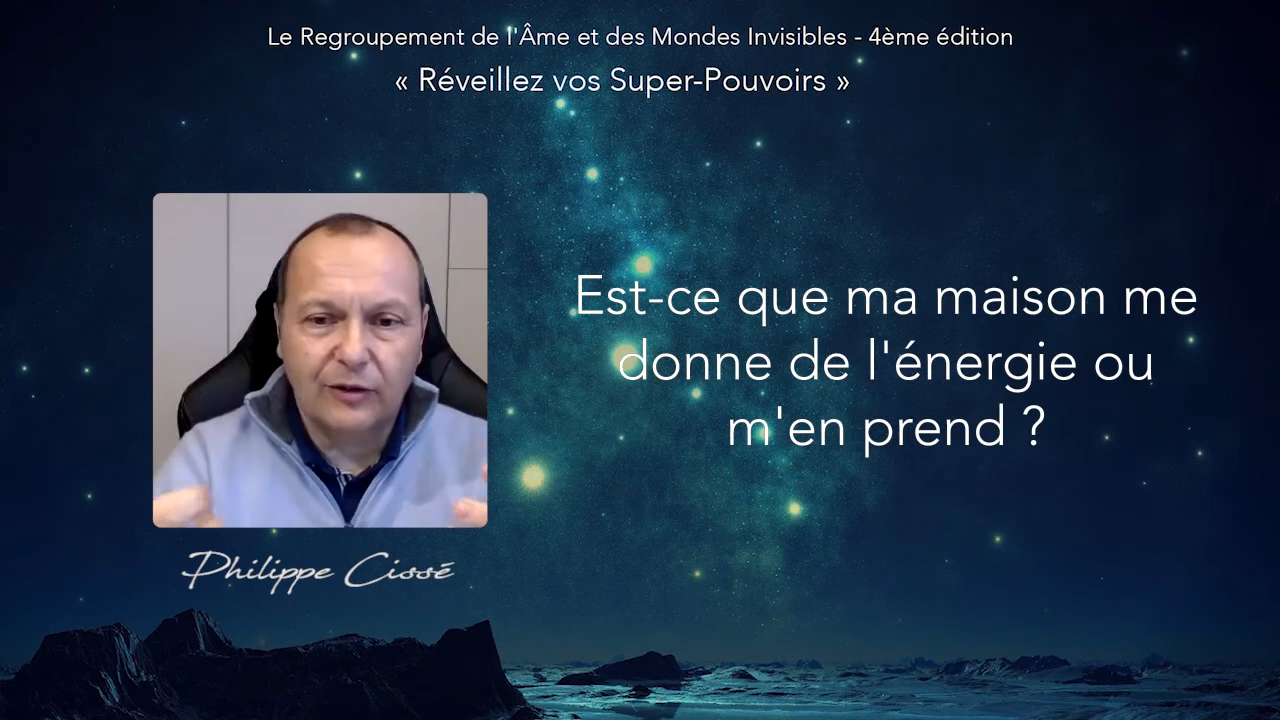 Le Regroupement de l'Âme et des Mondes Invisibles - 4ème édition
« Réveillez vos Super-Pouvoirs »
Est-ce que ma maison me
donne de l'énergie ou
m'en prend ?
Philippe Cissé